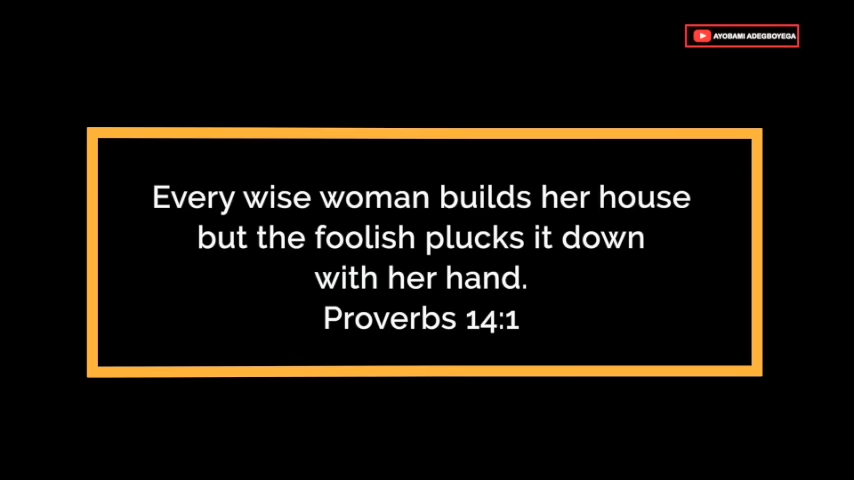 AYOBAMI ADEGBOYEGA
Every wise woman builds her house
but the foolish plucks it down
with her hand.
Proverbs 14:1